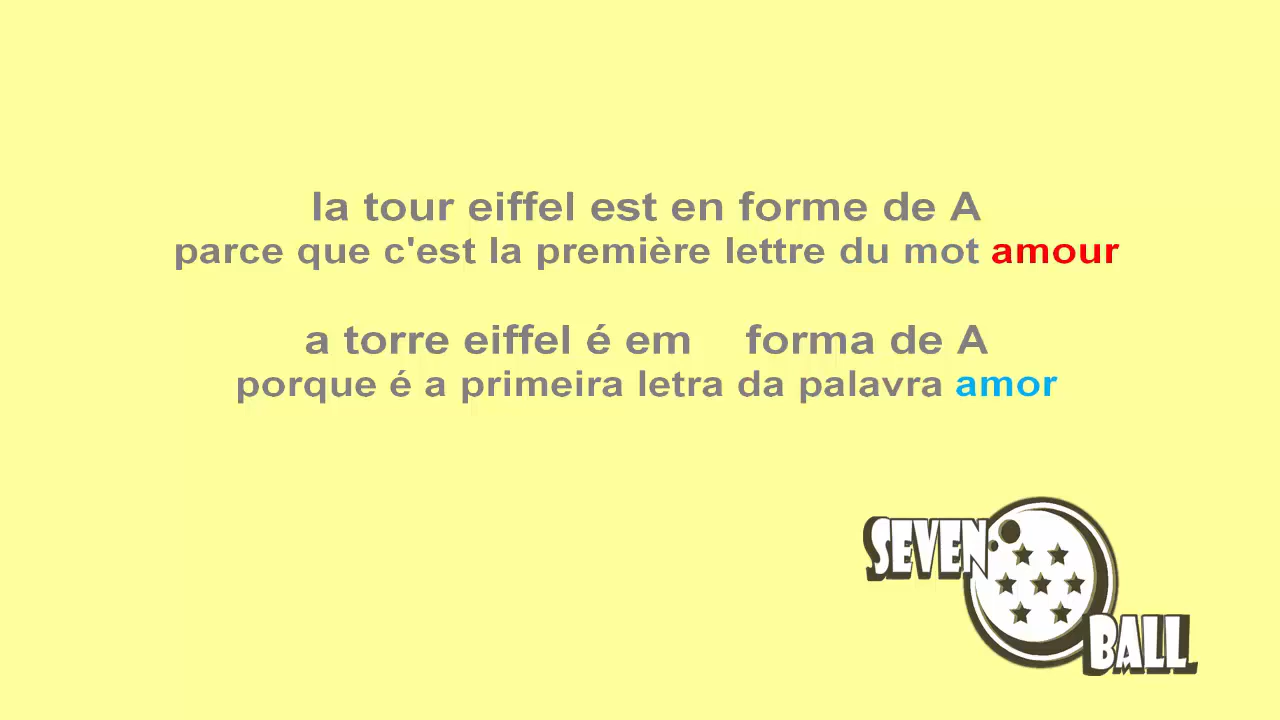 la tour eiffel est en forme de A
parce que c'est la première lettre du mot amour
a torre eiffel é em forma de A
porque é a primeira letra da palavra amor
SEVEN
BALL